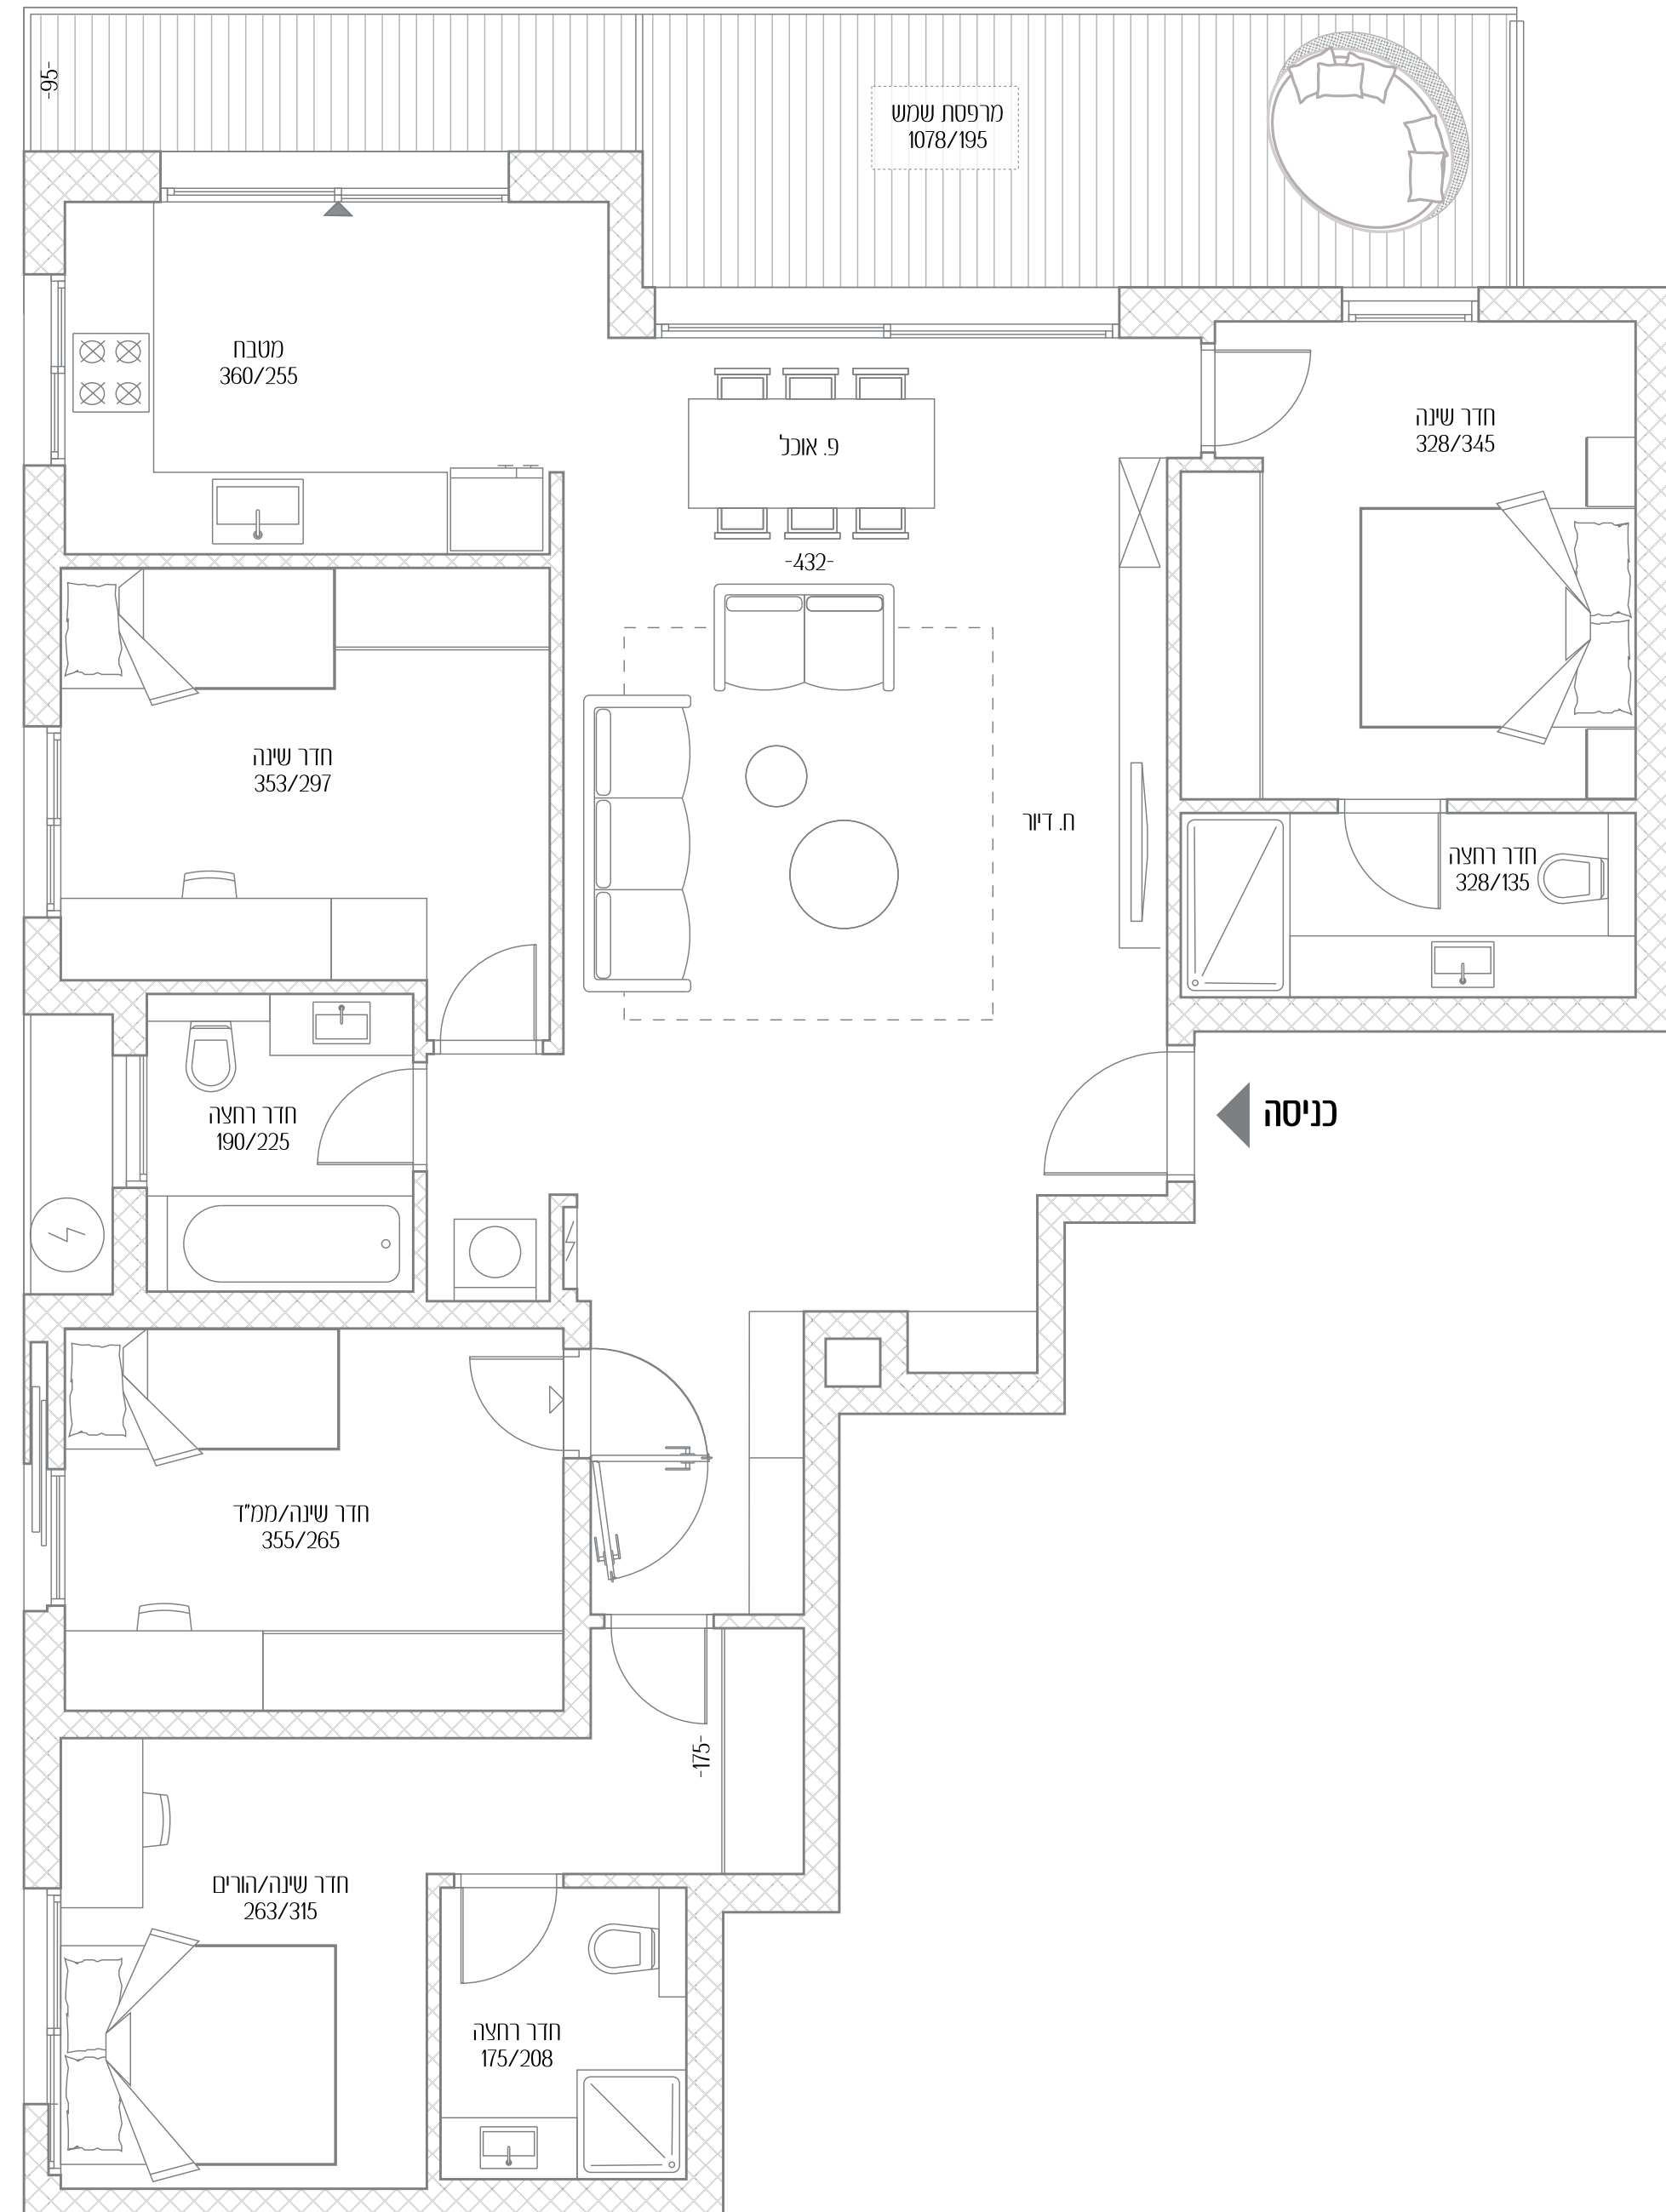 -95-
מרפסת שמש
1078/195
מטבח
360/255
פ. אוכל
-432-
חדר שינה
328/345
חדר שינה
353/297
ח. דיור
חדר רחצה
328/135
חדר רחצה
190/225
כניסה
חדר שינה/ממ"ד
355/265
-175-
חדר שינה/הורים
263/315
חדר רחצה
175/208